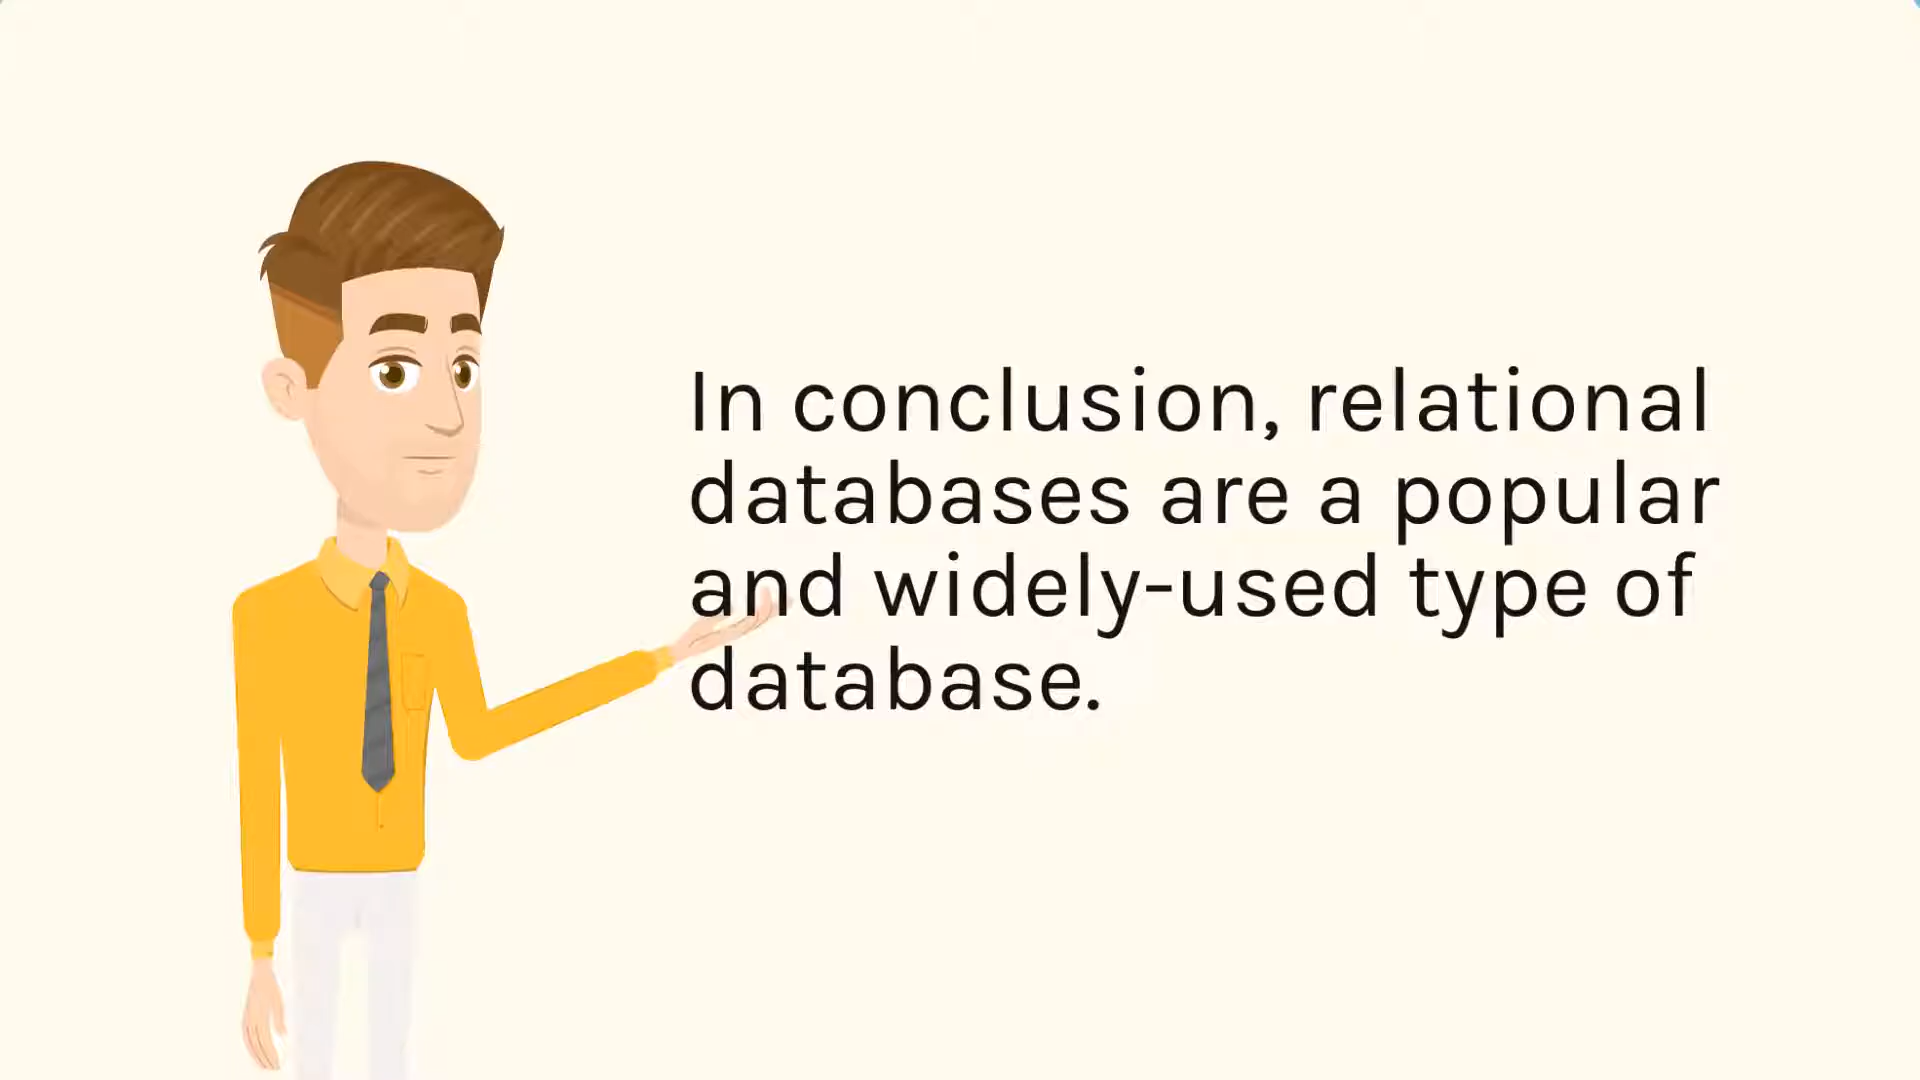 In conclusion, relational
databases are a popular
and widely-used type of
database.